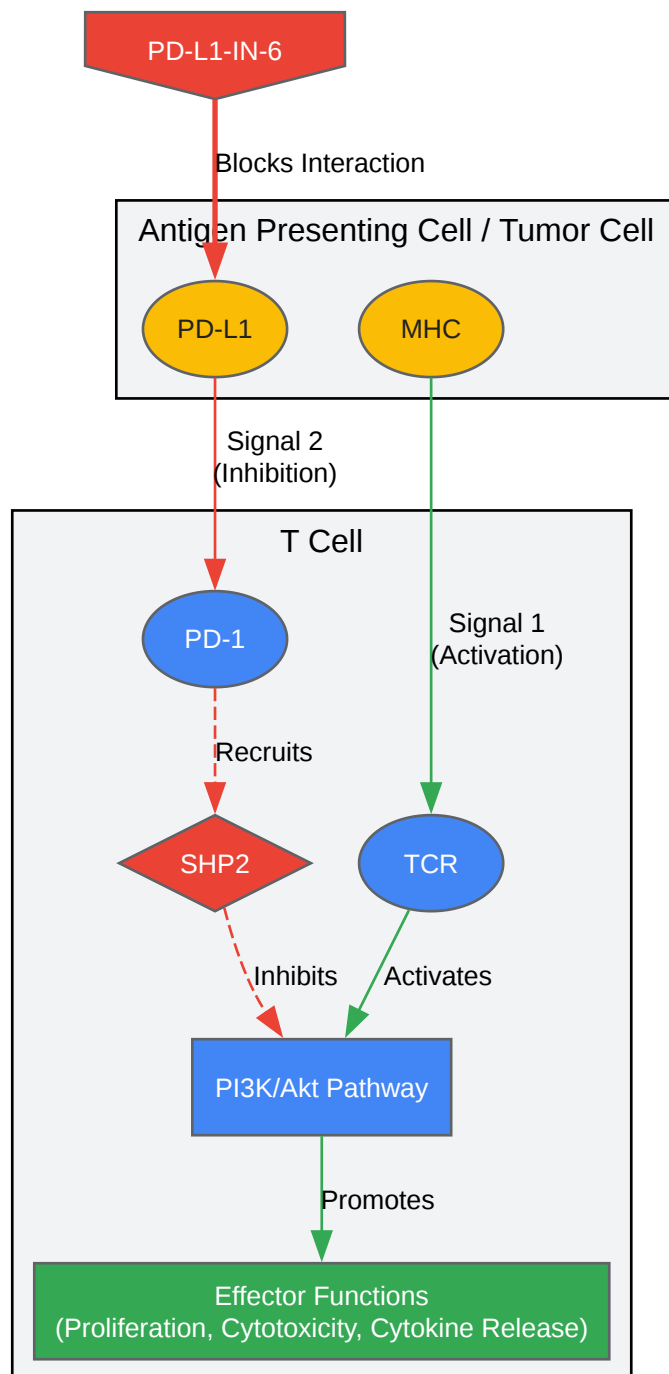 PD-L1-IN-6
Blocks Interaction
Antigen Presenting Cell / Tumor Cell
PD-L1
MHC
Signal 2
(Inhibition)
T Cell
PD-1
Signal 1
(Activation)
Recruits
SHP2
TCR
Inhibits
Activates
PI3K/Akt Pathway
Promotes
Effector Functions
(Proliferation, Cytotoxicity, Cytokine Release)